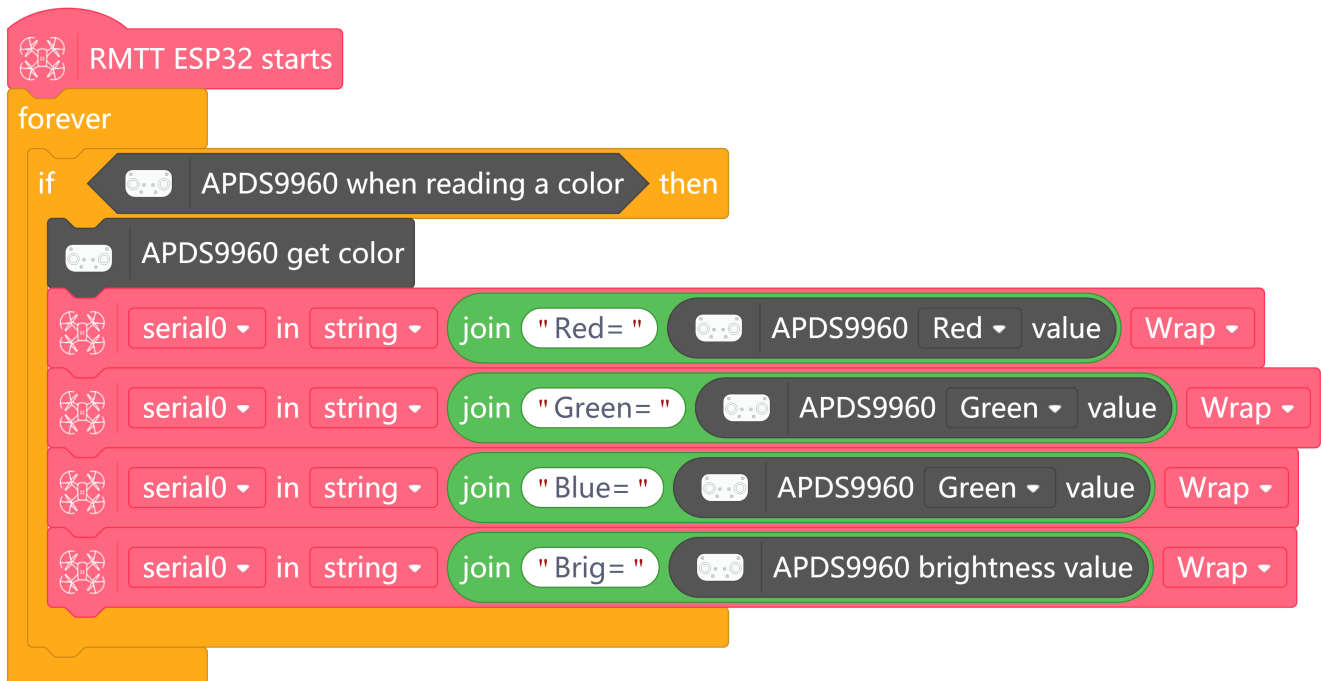 RMTT ESP32 starts
forever
if APDS9960 when reading a color then
APDS9960 get color
serial0 in string join "Red= " APDS9960 Red value Wrap
serial0 in string join "Green= " APDS9960 Green value Wrap
serial0 in string join "Blue= " APDS9960 Green value Wrap
serial0 in string join "Brig= " APDS9960 brightness value Wrap